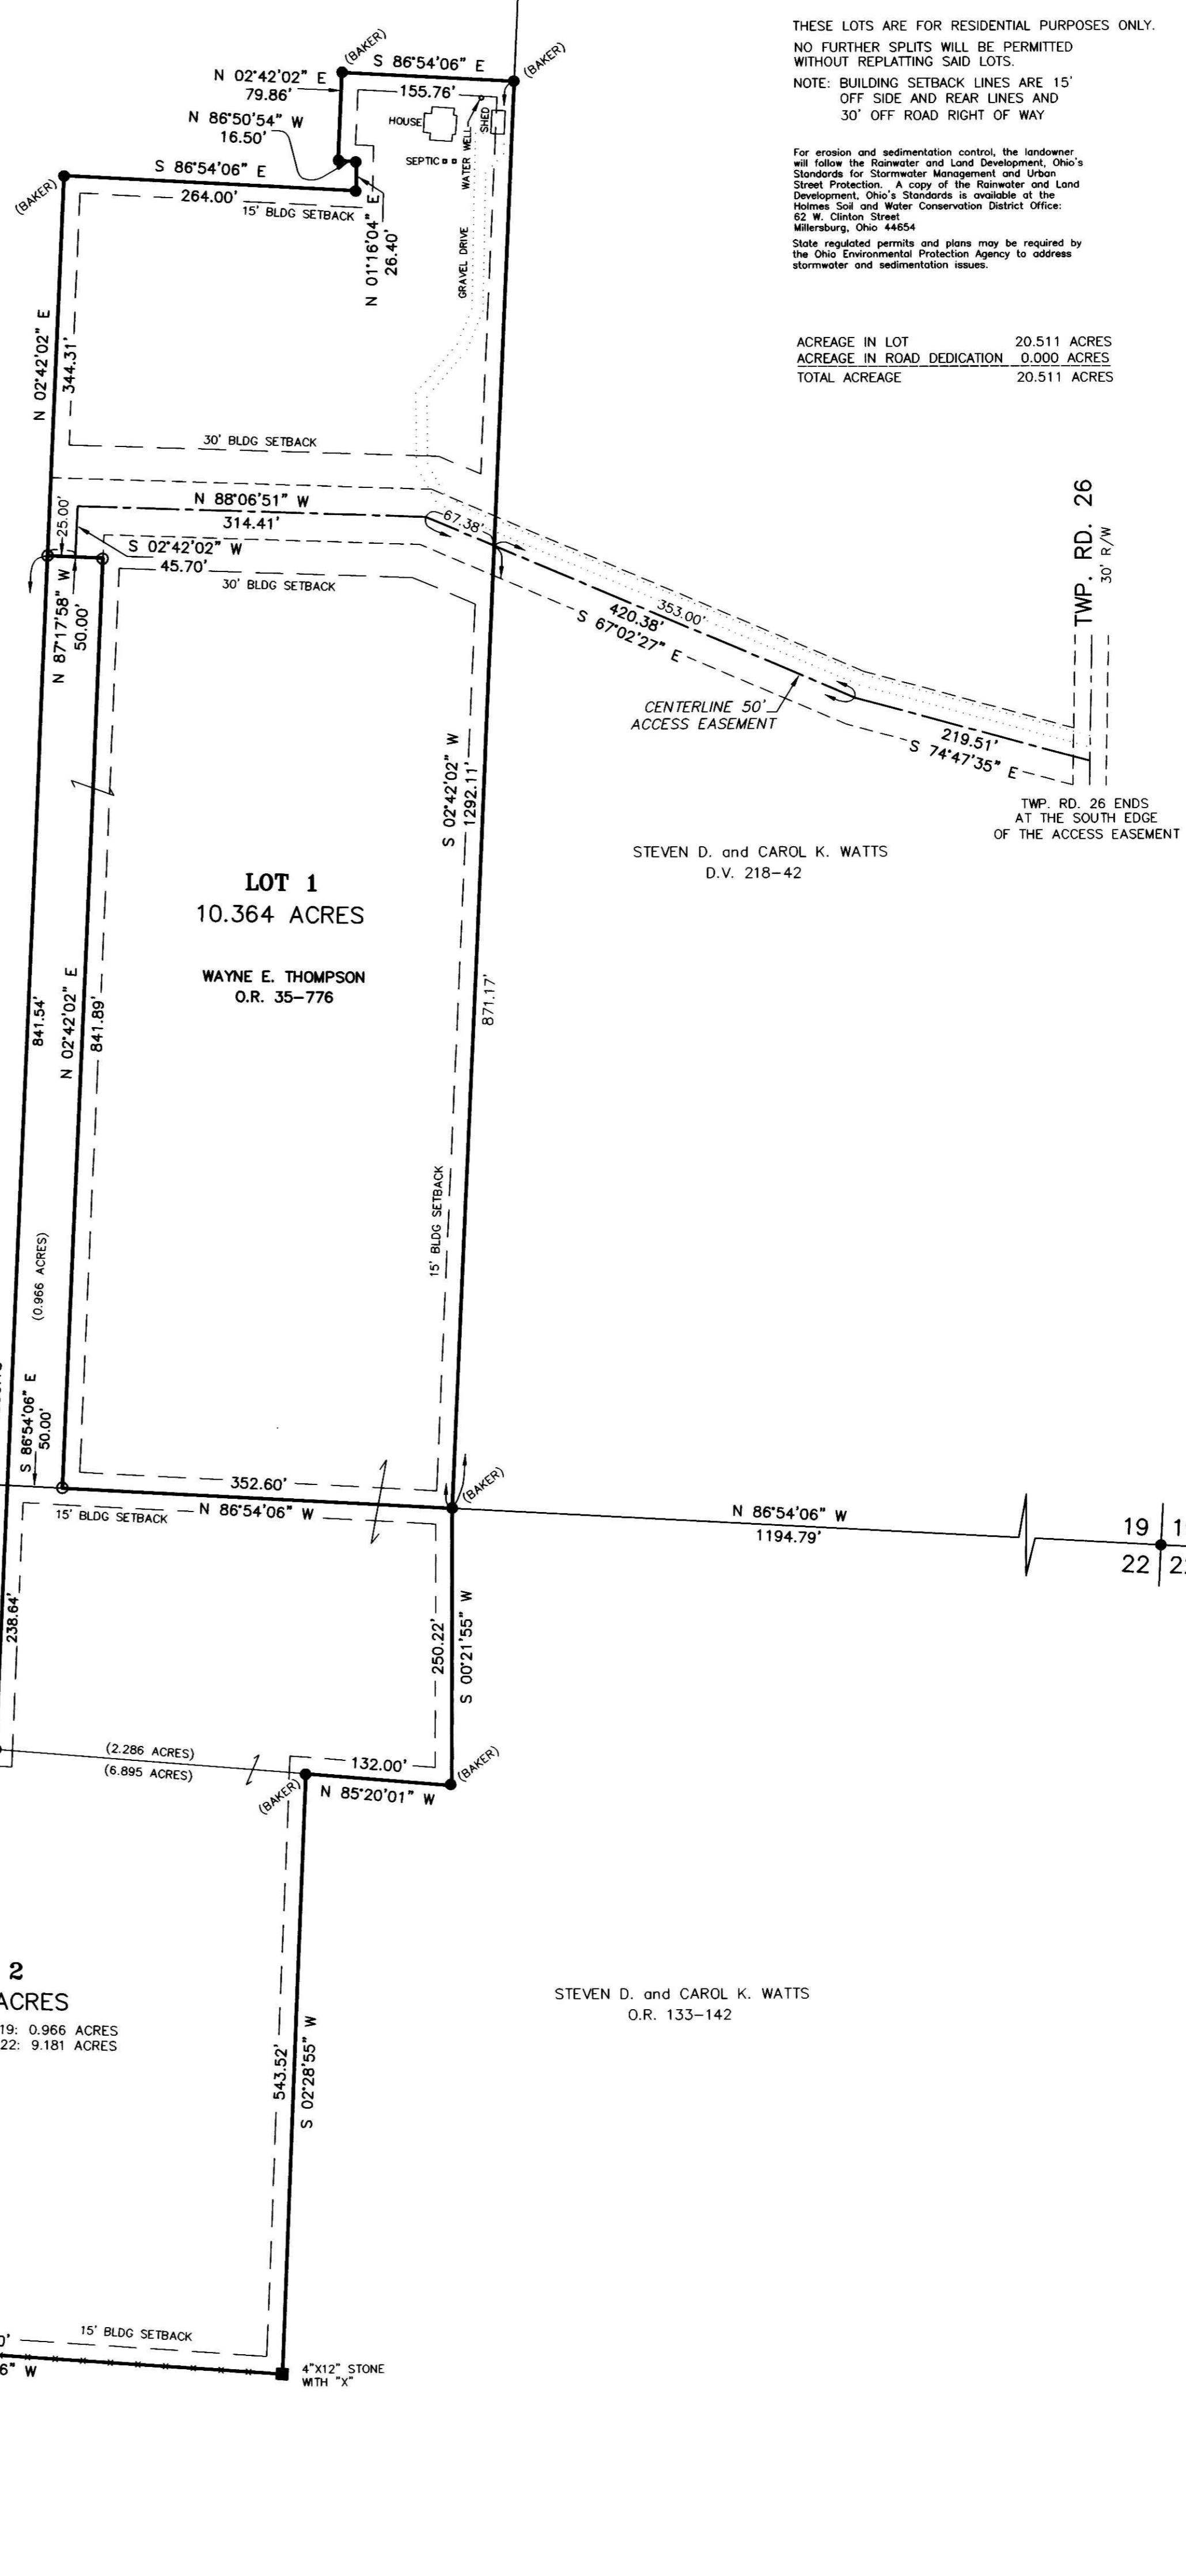 THESE LOTS ARE FOR RESIDENTIAL PURPOSES ONLY.
NO FURTHER SPLITS WILL BE PERMITTED
WITHOUT REPLATTING SAID LOTS.
NOTE: BUILDING SETBACK LINES ARE 15'
OFF SIDE AND REAR LINES AND
30' OFF ROAD RIGHT OF WAY
For erosion and sedimentation control, the landowner
will follow the Rainwater and Land Development, Ohio's
Standards for Stormwater Management and Urban
Street Protection. A copy of the Rainwater and Land
Development, Ohio's Standards is available at the
Holmes Soil and Water Conservation District Office:
62 W. Clinton Street
Millersburg, Ohio 44654
State regulated permits and plans may be required by
the Ohio Environmental Protection Agency to address
stormwater and sedimentation issues.
ACREAGE IN LOT 20.511 ACRES
ACREAGE IN ROAD DEDICATION 0.000 ACRES
TOTAL ACREAGE 20.511 ACRES
(BAKER)
S 86°54'06" E
155.76'
(BAKER)
N 02°42'02" E
79.86'
N 86°50'54" W
16.50'
HOUSE
SHED
WATER WELL
SEPTIC
S 86°54'06" E
264.00'
(BAKER)
15' BLDG SETBACK
N 01°16'04" E
26.40'
GRAVEL DRIVE
N 02°42'02" E
344.31'
30' BLDG SETBACK
N 88°06'51" W
314.41'
67.38'
25.00'
S 02°42'02" W
45.70'
30' BLDG SETBACK
N 87°17'58" W
50.00'
353.00'
420.38'
S 67°02'27" E
CENTERLINE 50'
ACCESS EASEMENT
219.51'
S 74°47'35" E
TWP. RD. 26
30' R/W
TWP. RD. 26 ENDS
AT THE SOUTH EDGE
OF THE ACCESS EASEMENT
S 02°42'02" W
1292.11'
STEVEN D. and CAROL K. WATTS
D.V. 218-42
LOT 1
10.364 ACRES
WAYNE E. THOMPSON
O.R. 35-776
871.17'
841.54'
N 02°42'02" E
841.89'
15' BLDG SETBACK
(0.966 ACRES)
S 86°54'06" E
50.00'
352.60'
N 86°54'06" W
15' BLDG SETBACK
(BAKER)
N 86°54'06" W
1194.79'
19
22
238.64'
250.22'
S 00°21'55" W
(2.286 ACRES)
(6.895 ACRES)
132.00'
N 85°20'01" W
(BAKER)
(BAKER)
2
ACRES
19: 0.966 ACRES
22: 9.181 ACRES
STEVEN D. and CAROL K. WATTS
O.R. 133-142
543.52'
S 02°28'55" W
15' BLDG SETBACK
6" W
4"X12" STONE
WITH "X"